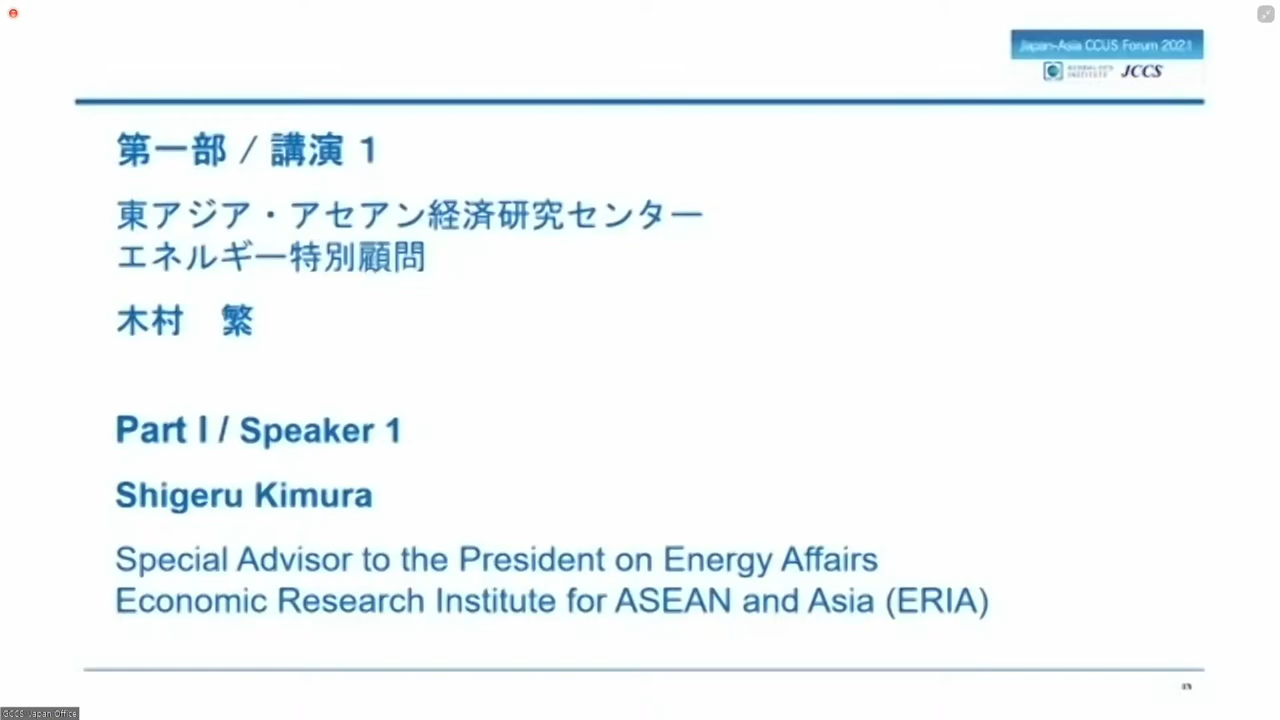 Japan-Asia CCUS Forum 2021
GLOBAL CCS
INSTITUTE
JCCS
第一部 / 講演 1
東アジア・アセアン経済研究センター
エネルギー特別顧問
木村　繁
Part I / Speaker 1
Shigeru Kimura
Special Advisor to the President on Energy Affairs
Economic Research Institute for ASEAN and Asia (ERIA)
GCCS Japan Office